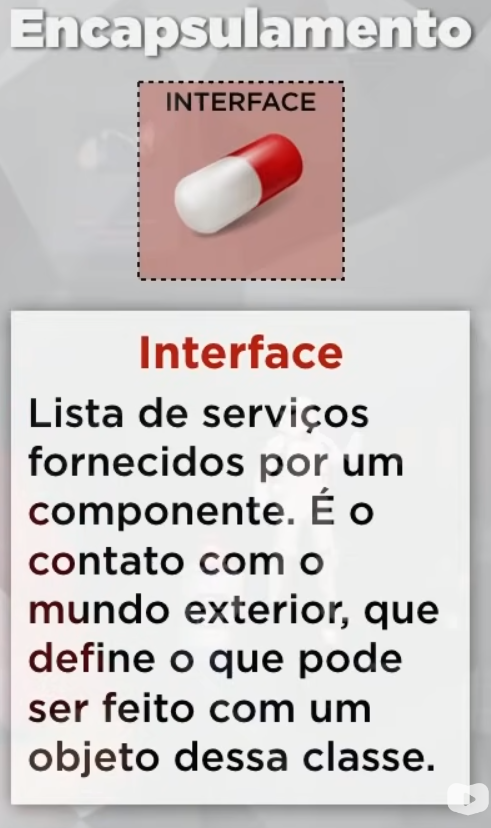 Encapsulamento
INTERFACE
Interface
Lista de serviços
fornecidos por um
componente. É o
contato com o
mundo exterior, que
define o que pode
ser feito com um
objeto dessa classe.